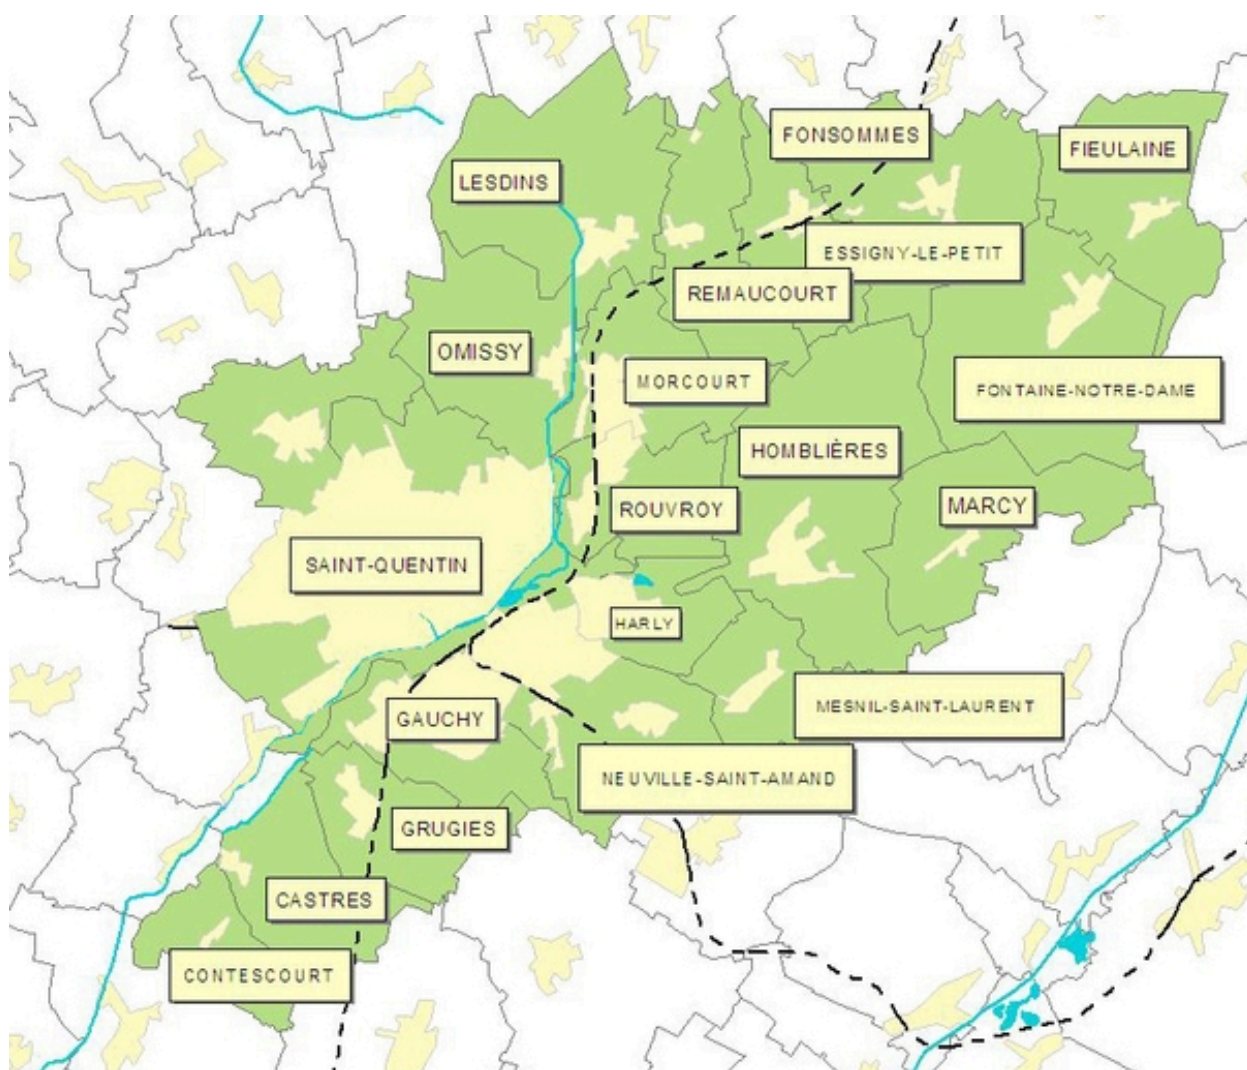 FONSOMMES
FIEULAINE
LESDINS
ESSIGNY-LE-PETIT
REMAUCOURT
OMISSY
MORCOURT
FONTAINE-NOTRE-DAME
HOMBLIÈRES
MARCY
ROUVROY
SAINT-QUENTIN
HARLY
MESNIL-SAINT-LAURENT
GAUCHY
NEUVILLE-SAINT-AMAND
GRUGIES
CASTRES
CONTESCOURT